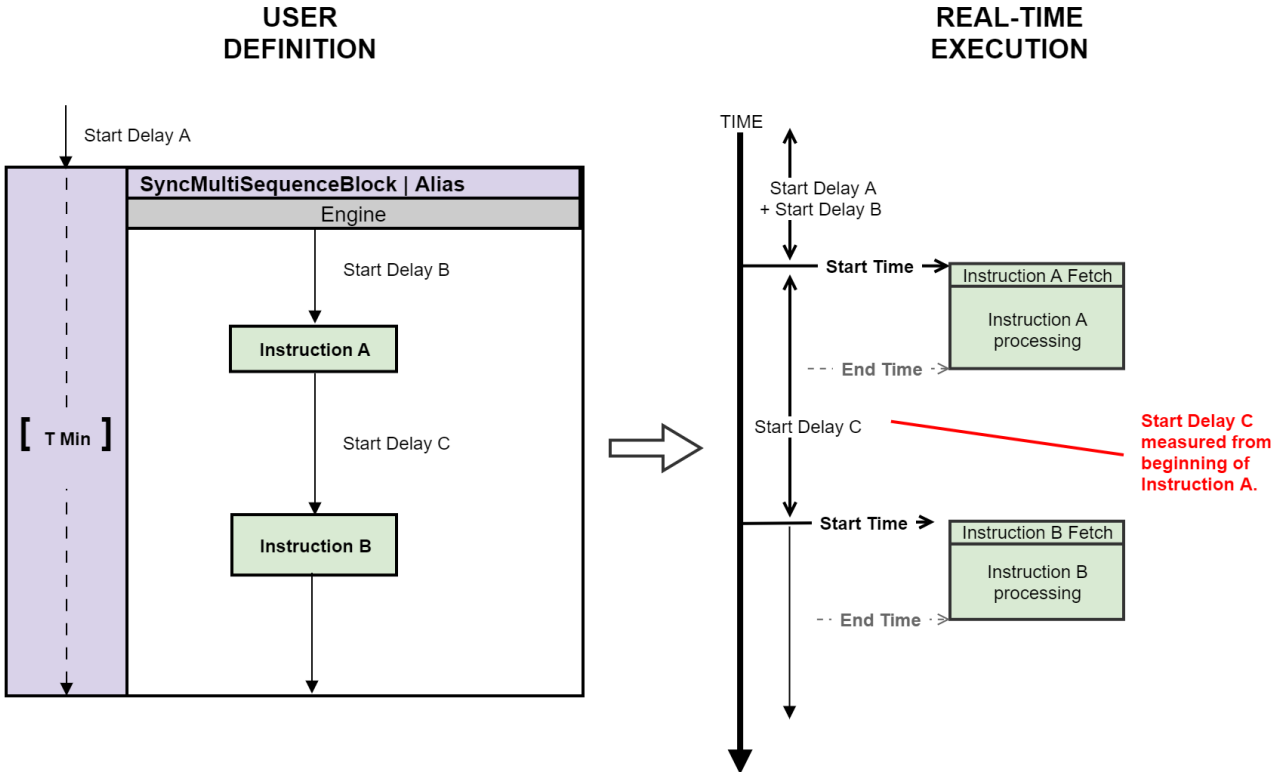 USER
DEFINITION
Start Delay A
SyncMultiSequenceBlock | Alias
Engine
Start Delay B
Instruction A
Start Delay C
[ T Min ]
Instruction B
REAL-TIME
EXECUTION
TIME
Start Delay A
+ Start Delay B
Start Time
Instruction A Fetch
Instruction A
processing
End Time
Start Delay C
Start Delay C
measured from
beginning of
Instruction A.
Start Time
Instruction B Fetch
Instruction B
processing
End Time